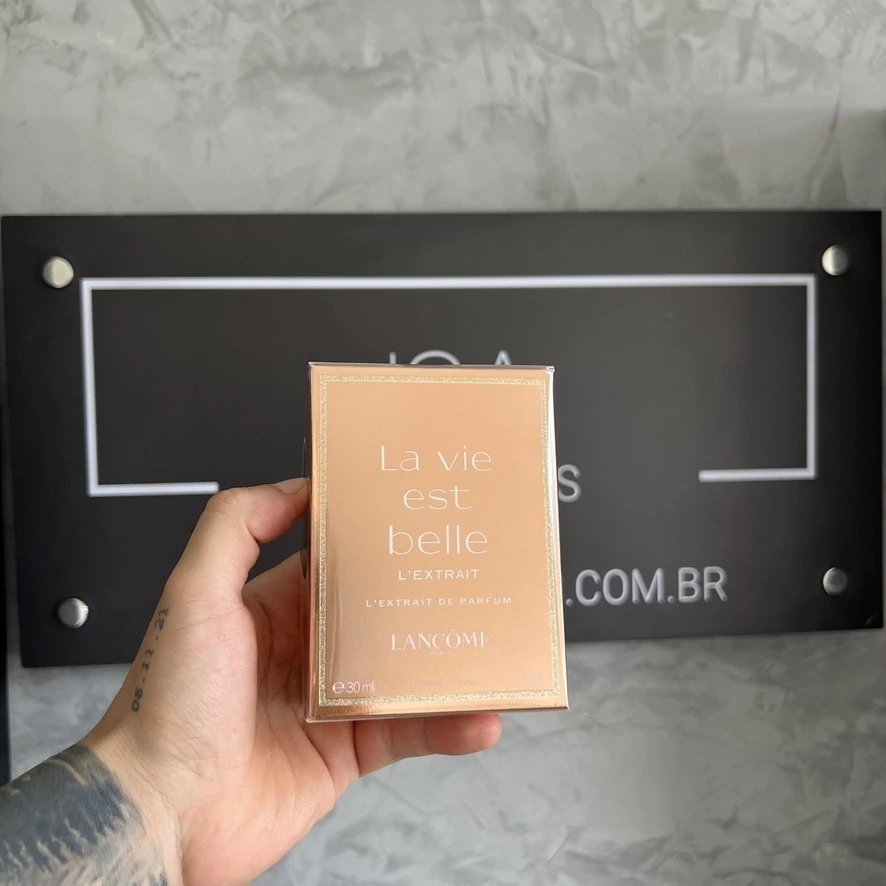 La vie
est
belle
L'EXTRAIT
L'EXTRAIT DE PARFUM
LANCÔME
PARIS
℮ 30 ml
.COM.BR